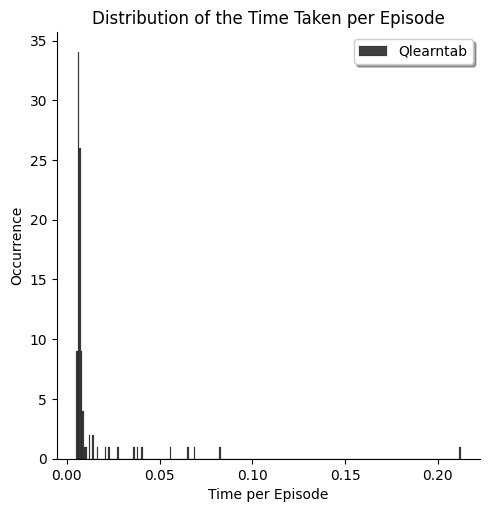 Distribution of the Time Taken per Episode
Qlearntab
35
30
25
20
15
10
5
0
Occurrence
0.00 0.05 0.10 0.15 0.20
Time per Episode